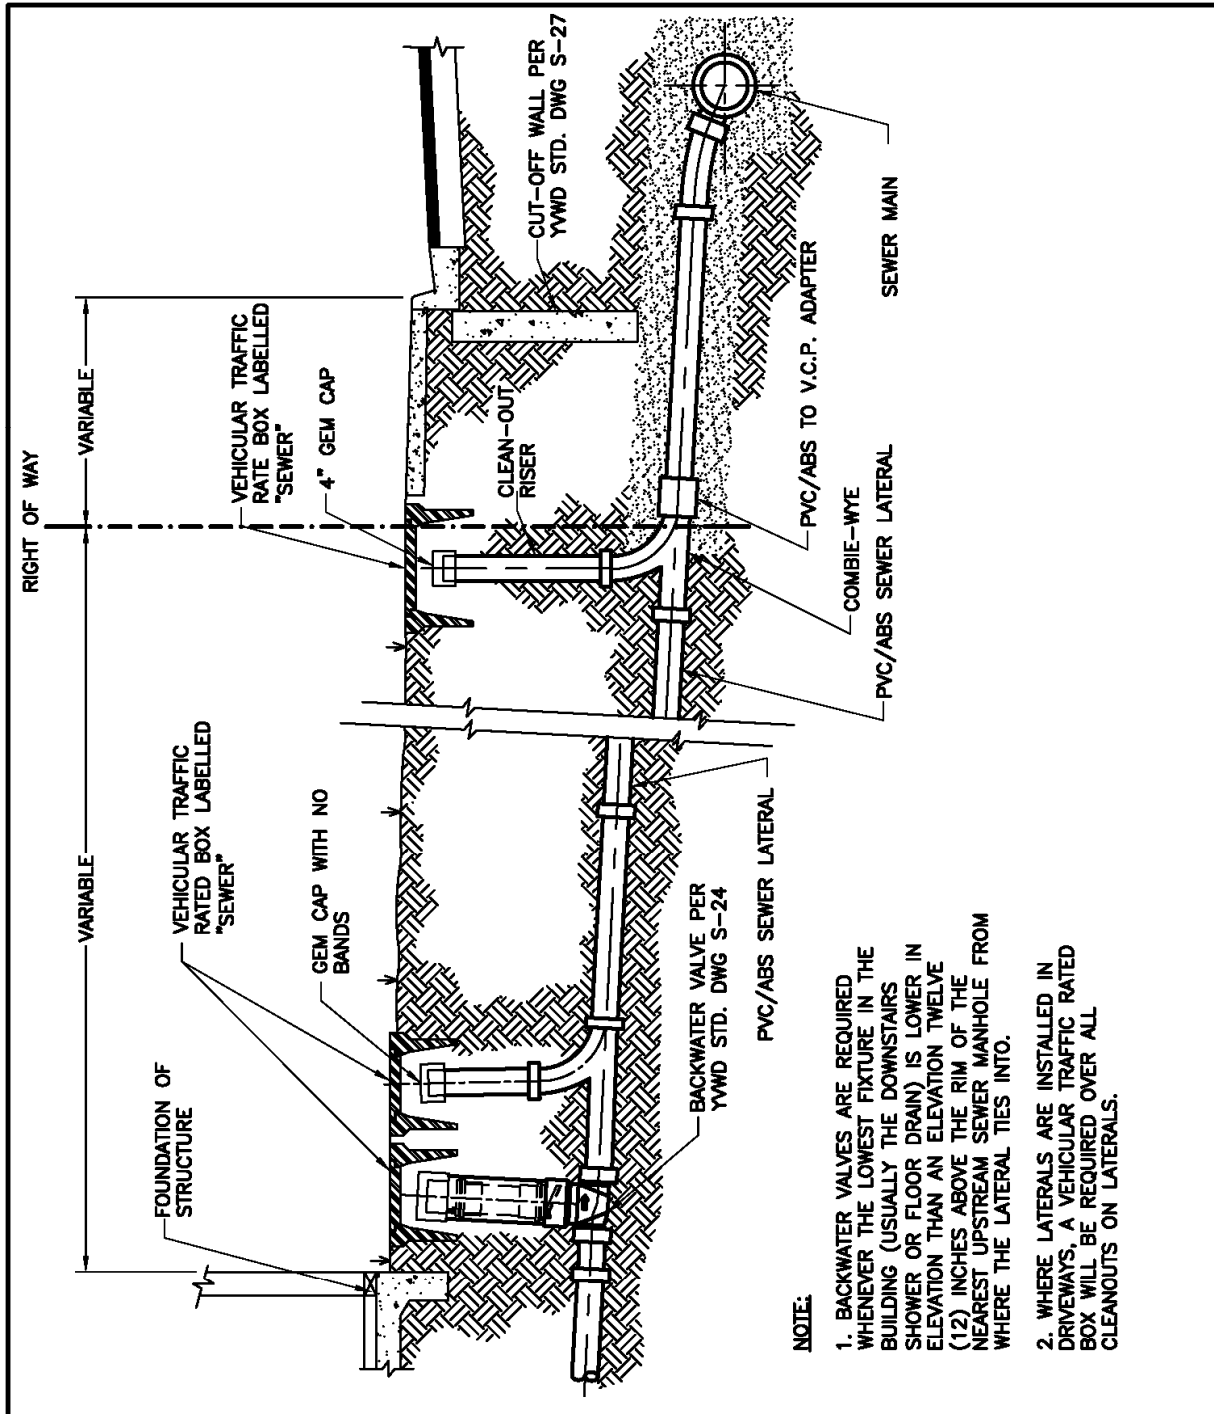 RIGHT OF WAY
VARIABLE
VARIABLE
FOUNDATION OF
STRUCTURE
VEHICULAR TRAFFIC
RATED BOX LABELLED
"SEWER"
GEM CAP WITH NO
BANDS
VEHICULAR TRAFFIC
RATE BOX LABELLED
"SEWER"
4" GEM CAP
CLEAN-OUT
RISER
CUT-OFF WALL PER
YVWD STD. DWG S-27
BACKWATER VALVE PER
YVWD STD. DWG S-24
PVC/ABS SEWER LATERAL
COMBIE-WYE
PVC/ABS SEWER LATERAL
PVC/ABS TO V.C.P. ADAPTER
SEWER MAIN
NOTE:
1. BACKWATER VALVES ARE REQUIRED
WHENEVER THE LOWEST FIXTURE IN THE
BUILDING (USUALLY THE DOWNSTAIRS
SHOWER OR FLOOR DRAIN) IS LOWER IN
ELEVATION THAN AN ELEVATION TWELVE
(12) INCHES ABOVE THE RIM OF THE
NEAREST UPSTREAM SEWER MANHOLE FROM
WHERE THE LATERAL TIES INTO.
2. WHERE LATERALS ARE INSTALLED IN
DRIVEWAYS, A VEHICULAR TRAFFIC RATED
BOX WILL BE REQUIRED OVER ALL
CLEANOUTS ON LATERALS.